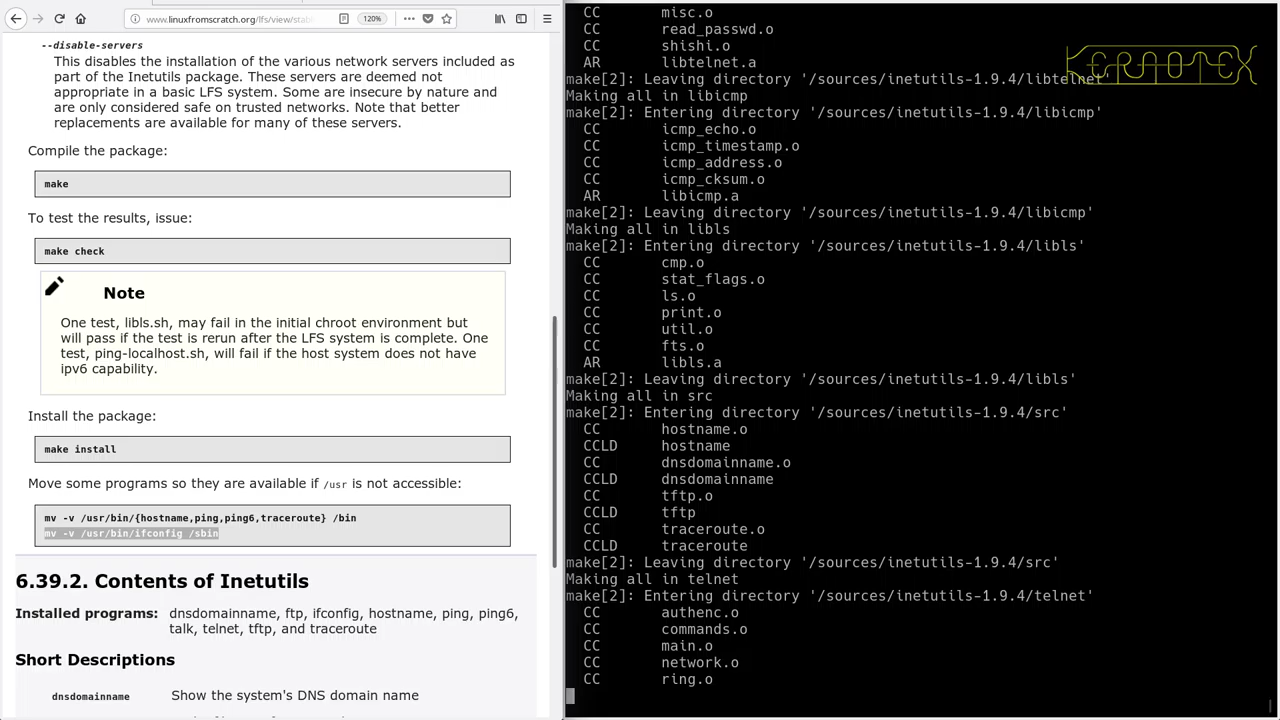 www.linuxfromscratch.org/lfs/view/stabl
120%
--disable-servers
This disables the installation of the various network servers included as
part of the Inetutils package. These servers are deemed not
appropriate in a basic LFS system. Some are insecure by nature and
are only considered safe on trusted networks. Note that better
replacements are available for many of these servers.
Compile the package:
make
To test the results, issue:
make check
Note
One test, libls.sh, may fail in the initial chroot environment but
will pass if the test is rerun after the LFS system is complete. One
test, ping-localhost.sh, will fail if the host system does not have
ipv6 capability.
Install the package:
make install
Move some programs so they are available if /usr is not accessible:
mv -v /usr/bin/{hostname,ping,ping6,traceroute} /bin
mv -v /usr/bin/ifconfig /sbin
6.39.2. Contents of Inetutils
Installed programs: dnsdomainname, ftp, ifconfig, hostname, ping, ping6,
talk, telnet, tftp, and traceroute
Short Descriptions
dnsdomainname Show the system's DNS domain name
CC misc.o
CC read_passwd.o
CC shishi.o
AR libtelnet.a
make[2]: Leaving directory '/sources/inetutils-1.9.4/libtelnet'
Making all in libicmp
make[2]: Entering directory '/sources/inetutils-1.9.4/libicmp'
CC icmp_echo.o
CC icmp_timestamp.o
CC icmp_address.o
CC icmp_cksum.o
AR libicmp.a
make[2]: Leaving directory '/sources/inetutils-1.9.4/libicmp'
Making all in libls
make[2]: Entering directory '/sources/inetutils-1.9.4/libls'
CC cmp.o
CC stat_flags.o
CC ls.o
CC print.o
CC util.o
CC fts.o
AR libls.a
make[2]: Leaving directory '/sources/inetutils-1.9.4/libls'
Making all in src
make[2]: Entering directory '/sources/inetutils-1.9.4/src'
CC hostname.o
CCLD hostname
CC dnsdomainname.o
CCLD dnsdomainname
CC tftp.o
CCLD tftp
CC traceroute.o
CCLD traceroute
make[2]: Leaving directory '/sources/inetutils-1.9.4/src'
Making all in telnet
make[2]: Entering directory '/sources/inetutils-1.9.4/telnet'
CC authenc.o
CC commands.o
CC main.o
CC network.o
CC ring.o